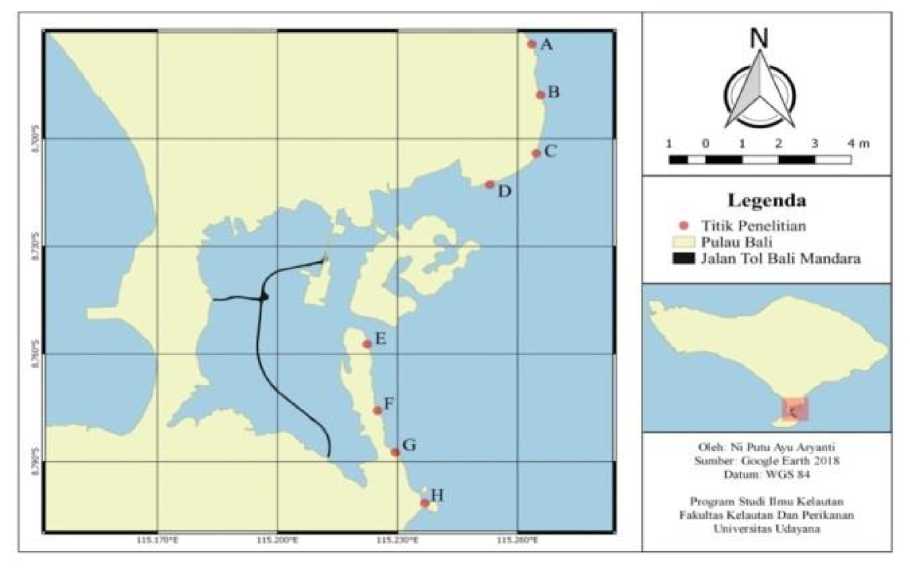 A
B
C
D
E
F
G
H
8.700°S
8.730°S
8.760°S
8.790°S
115.170°E
115.200°E
115.230°E
115.260°E
N
1 0 1 2 3 4 m
Legenda
Titik Penelitian
Pulau Bali
Jalan Tol Bali Mandara
Oleh: Ni Putu Ayu Aryanti
Sumber: Google Earth 2018
Datum: WGS 84
Program Studi Ilmu Kelautan
Fakultas Kelautan Dan Perikanan
Universitas Udayana